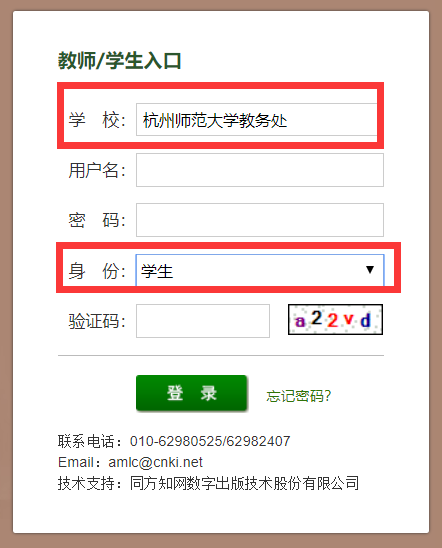 教师/学生入口
学 校： 杭州师范大学教务处
用户名：
密 码：
身 份： 学生 ▼
验证码： a22vd
登 录 忘记密码?
联系电话：010-62980525/62982407
Email：amlc@cnki.net
技术支持：同方知网数字出版技术股份有限公司